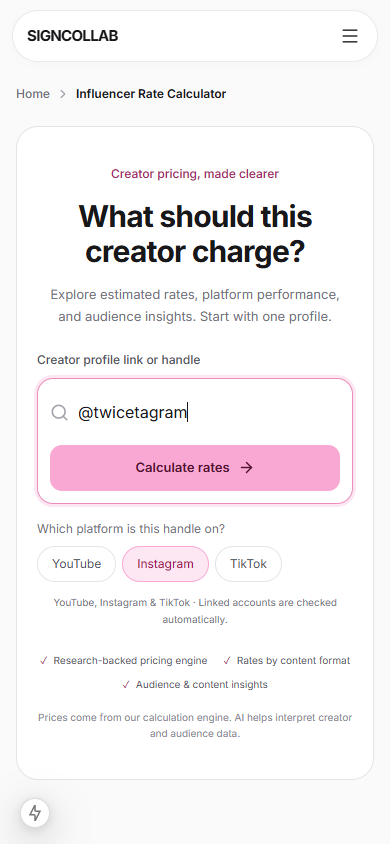 SIGNCOLLAB
Home > Influencer Rate Calculator
Creator pricing, made clearer
What should this
creator charge?
Explore estimated rates, platform performance,
and audience insights. Start with one profile.
Creator profile link or handle
@twicetagram
Calculate rates →
Which platform is this handle on?
YouTube Instagram TikTok
YouTube, Instagram & TikTok · Linked accounts are checked
automatically.
✓ Research-backed pricing engine ✓ Rates by content format
✓ Audience & content insights
Prices come from our calculation engine. AI helps interpret creator
and audience data.